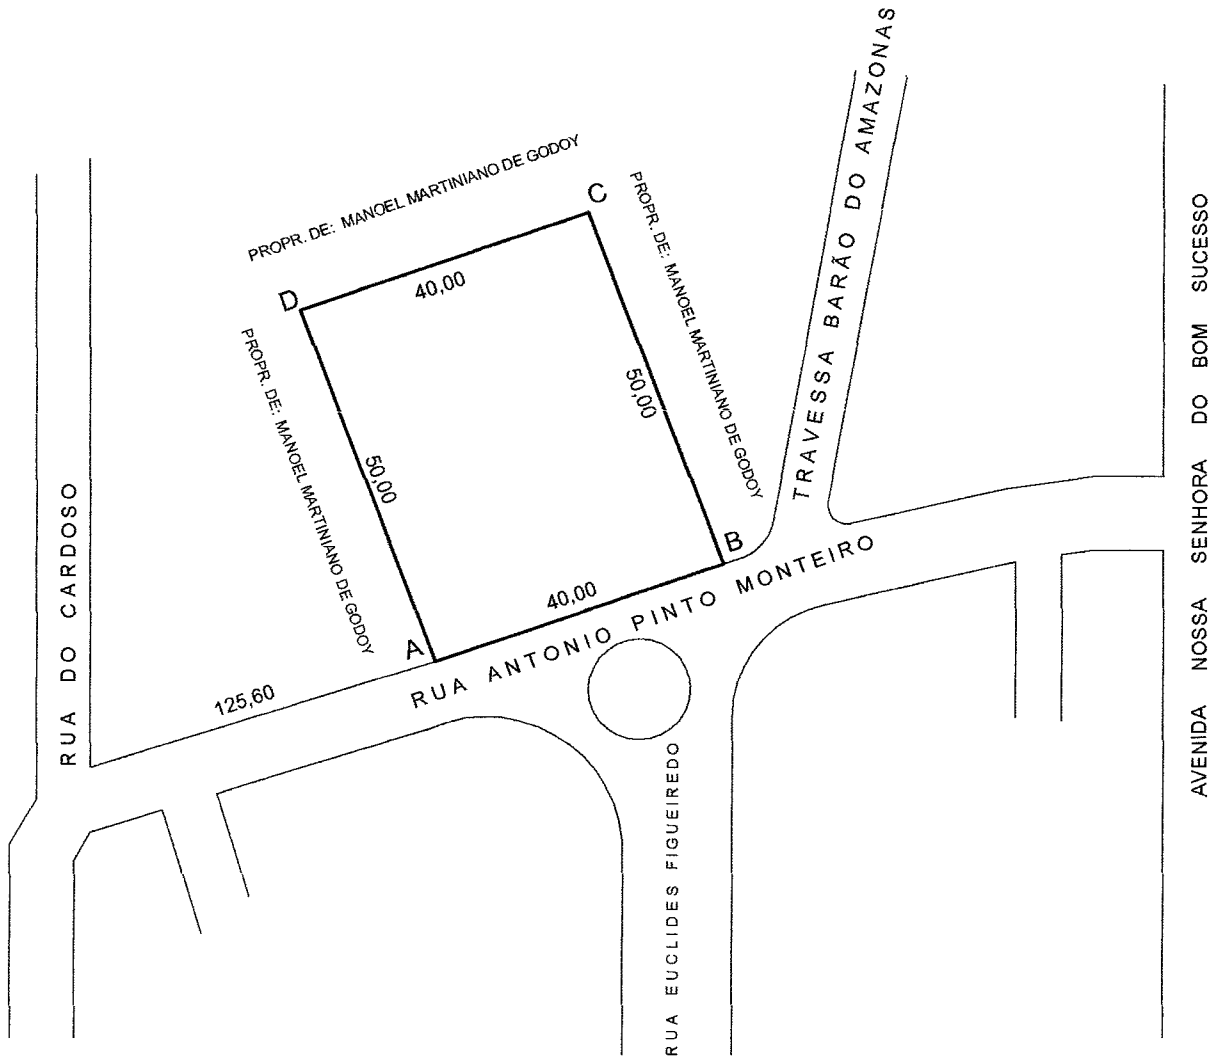 TRAVESSA BARÃO DO AMAZONAS
PROPR. DE: MANOEL MARTINIANO DE GODOY
C
PROPR. DE: MANOEL MARTINIANO DE GODOY
D
40,00
PROPR. DE: MANOEL MARTINIANO DE GODOY
50,00
50,00
AVENIDA NOSSA SENHORA DO BOM SUCESSO
RUA DO CARDOSO
B
A
40,00
RUA ANTONIO PINTO MONTEIRO
125,60
RUA EUCLIDES FIGUEIREDO